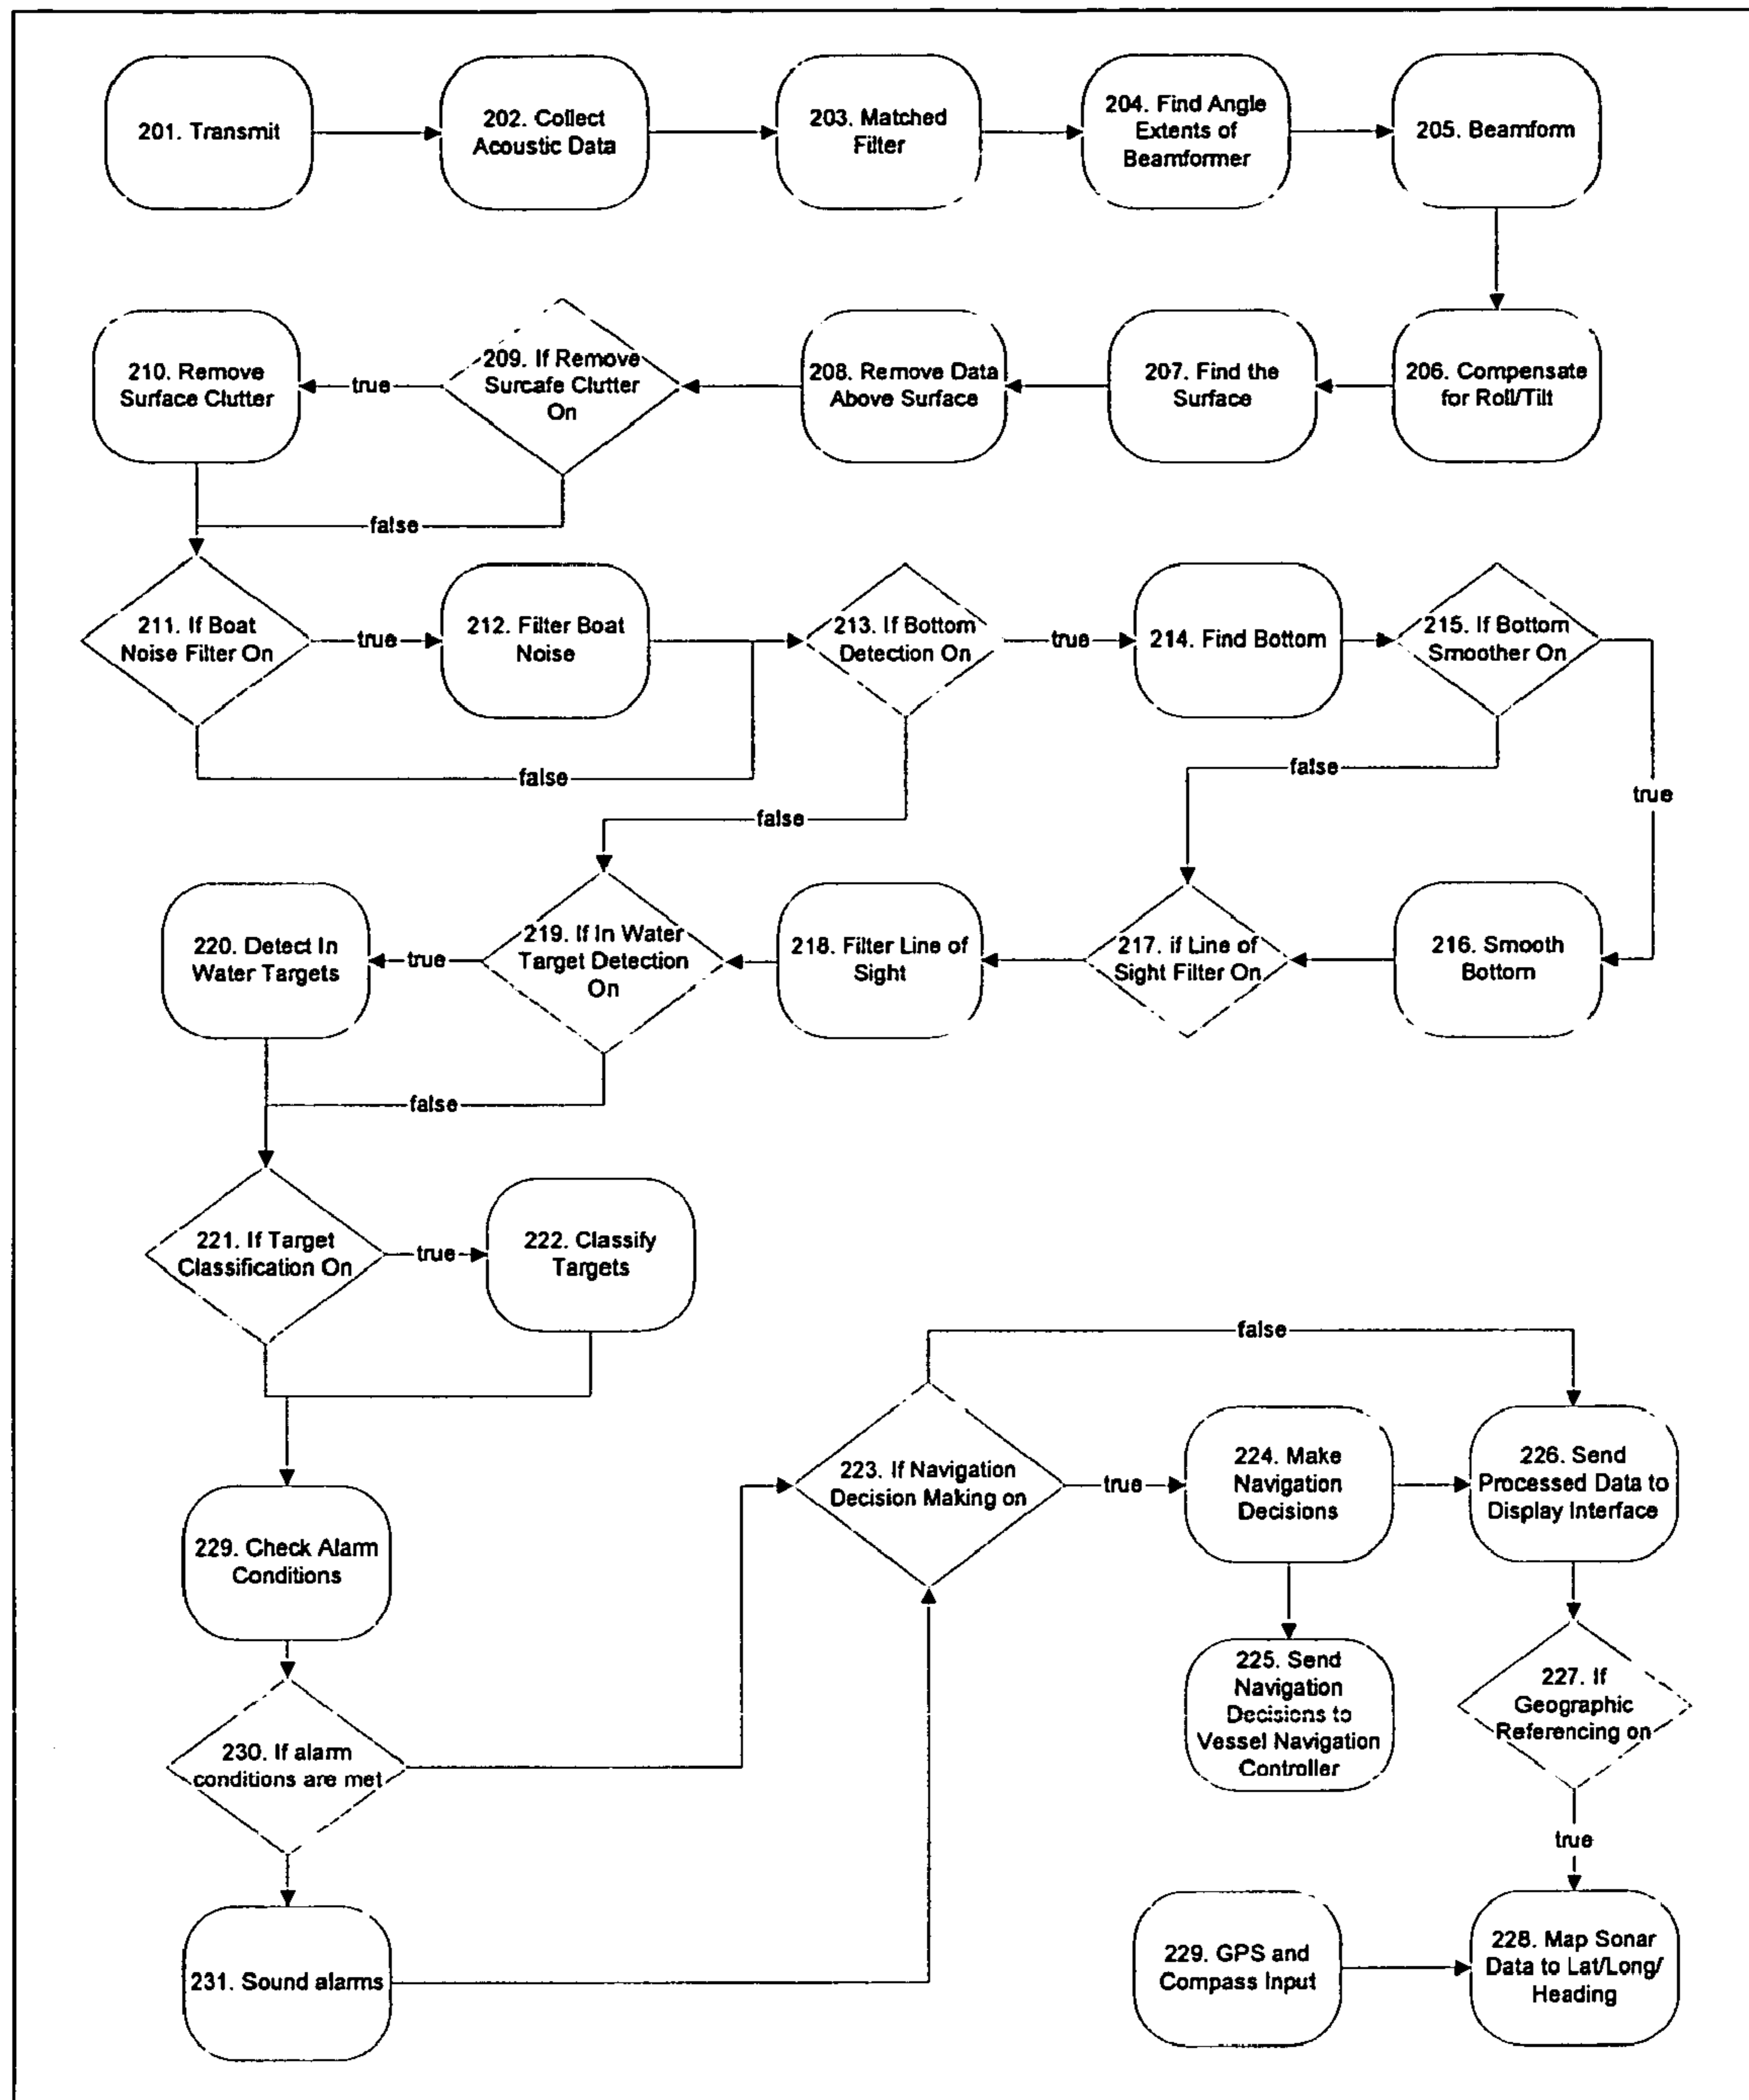 201. Transmit
202. Collect
Acoustic Data
203. Matched
Filter
204. Find Angle
Extents of
Beamformer
205. Beamform
210. Remove
Surface Clutter
true
209. If Remove
Surcafe Clutter
On
208. Remove Data
Above Surface
207. Find the
Surface
206. Compensate
for Roll/Tilt
false
211. If Boat
Noise Filter On
true
212. Filter Boat
Noise
213. If Bottom
Detection On
true
214. Find Bottom
215. If Bottom
Smoother On
false
false
true
false
220. Detect In
Water Targets
true
219. If In Water
Target Detection
On
218. Filter Line of
Sight
217. if Line of
Sight Filter On
216. Smooth
Bottom
false
221. If Target
Classification On
true
222. Classify
Targets
false
223. If Navigation
Decision Making on
true
224. Make
Navigation
Decisions
226. Send
Processed Data to
Display Interface
229. Check Alarm
Conditions
225. Send
Navigation
Decisions to
Vessel Navigation
Controller
227. If
Geographic
Referencing on
230. If alarm
conditions are met
true
231. Sound alarms
229. GPS and
Compass Input
228. Map Sonar
Data to Lat/Long/
Heading